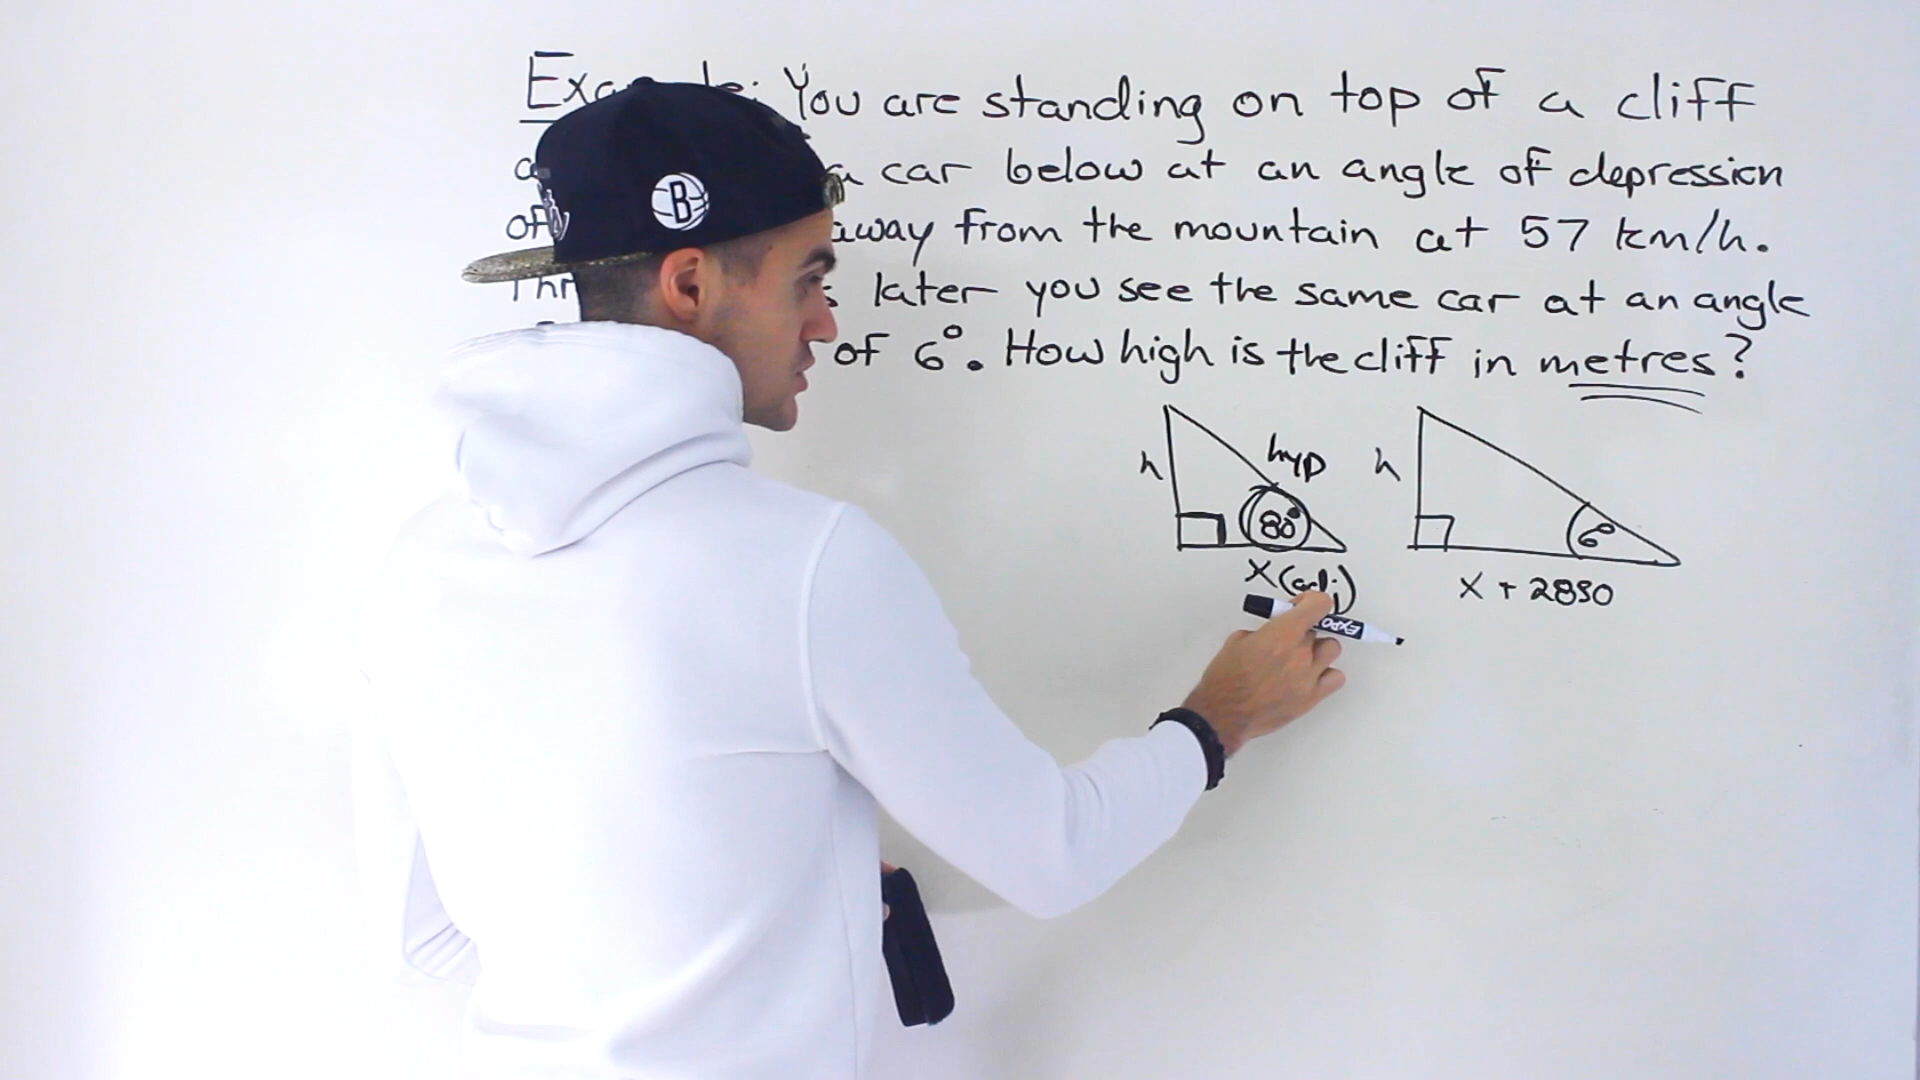 You are standing on top of a cliff
a car below at an angle of depression
of away from the mountain at 57 km/h.
later you see the same car at an angle
of 6°. How high is the cliff in metres?
h hyp 80° x (adj)
h 6° x + 2850
B
EXPO